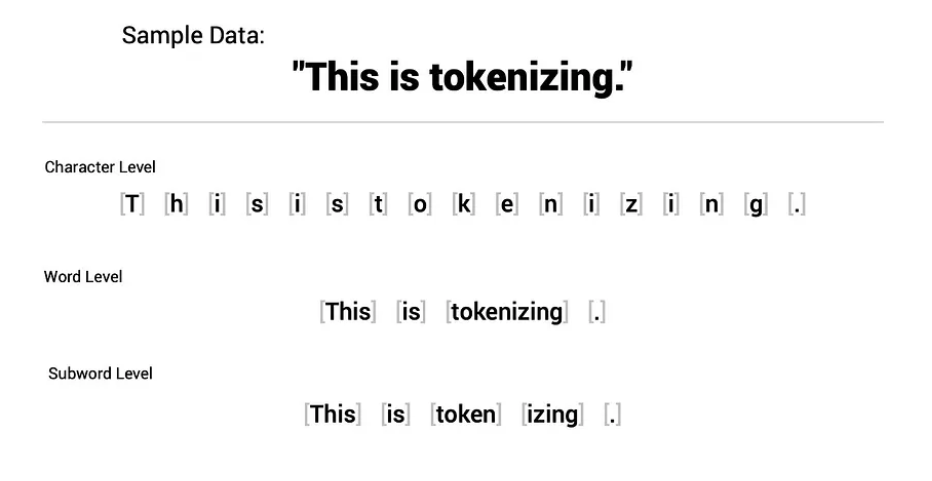 Sample Data:
"This is tokenizing."
Character Level
[T] [h] [i] [s] [i] [s] [t] [o] [k] [e] [n] [i] [z] [i] [n] [g] [.]
Word Level
[This] [is] [tokenizing] [.]
Subword Level
[This] [is] [token] [izing] [.]